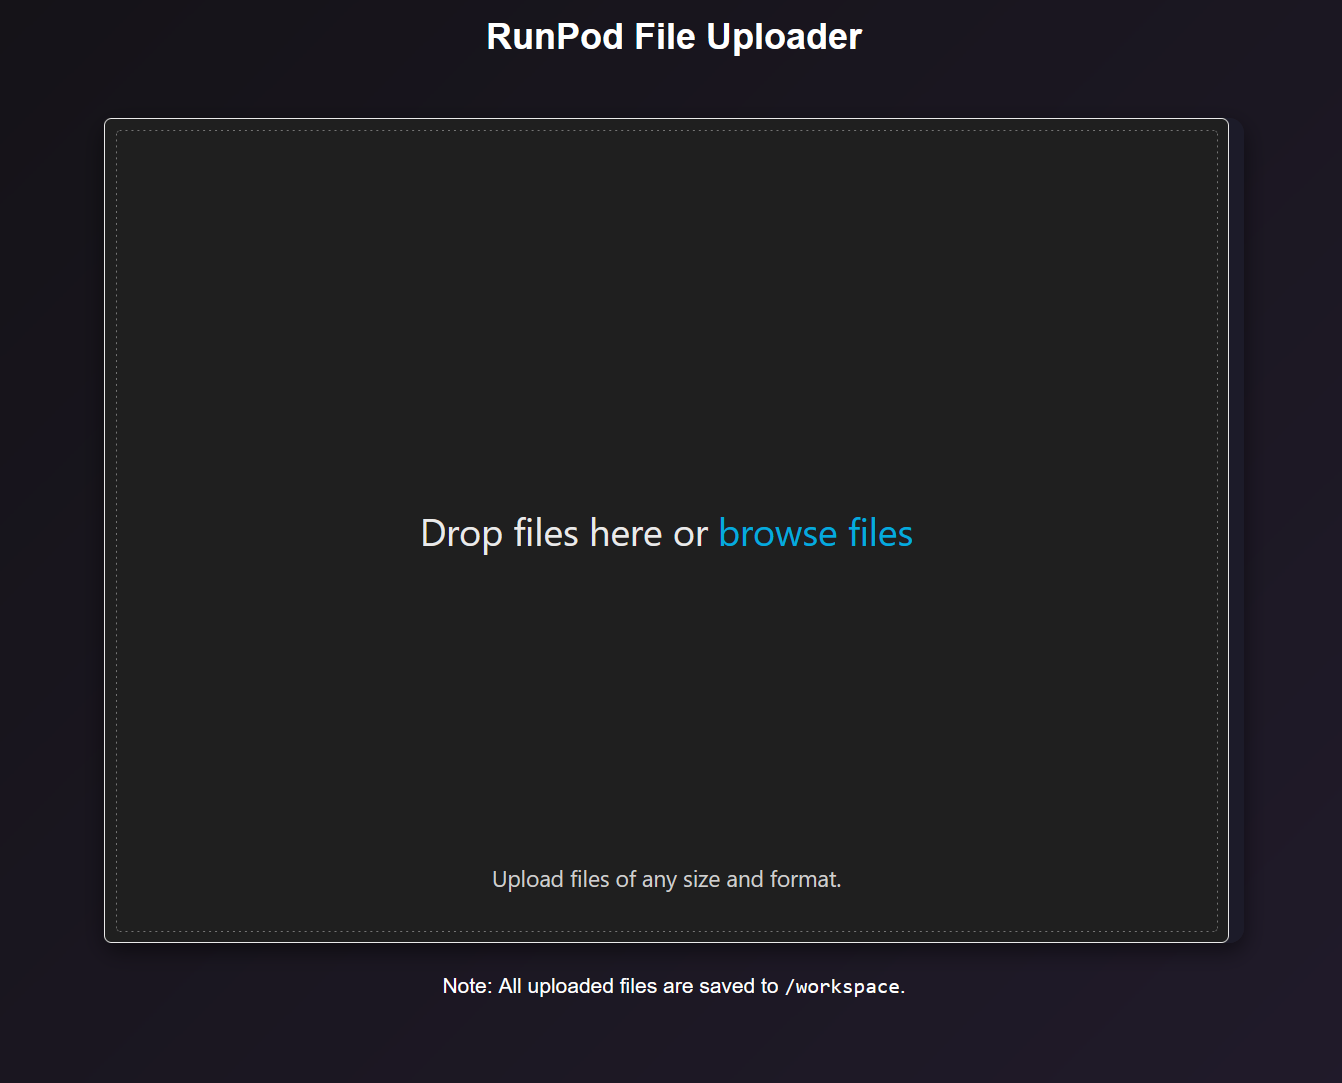 RunPod File Uploader
Drop files here or browse files
Upload files of any size and format.
Note: All uploaded files are saved to /workspace.